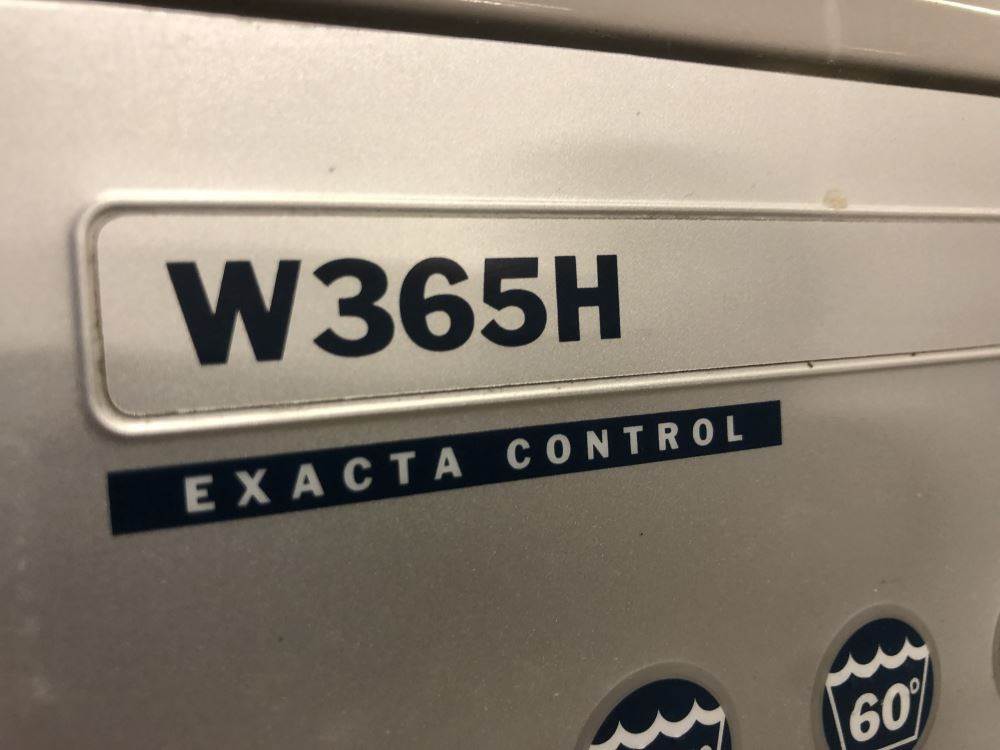 W365H
EXACTA CONTROL
60°